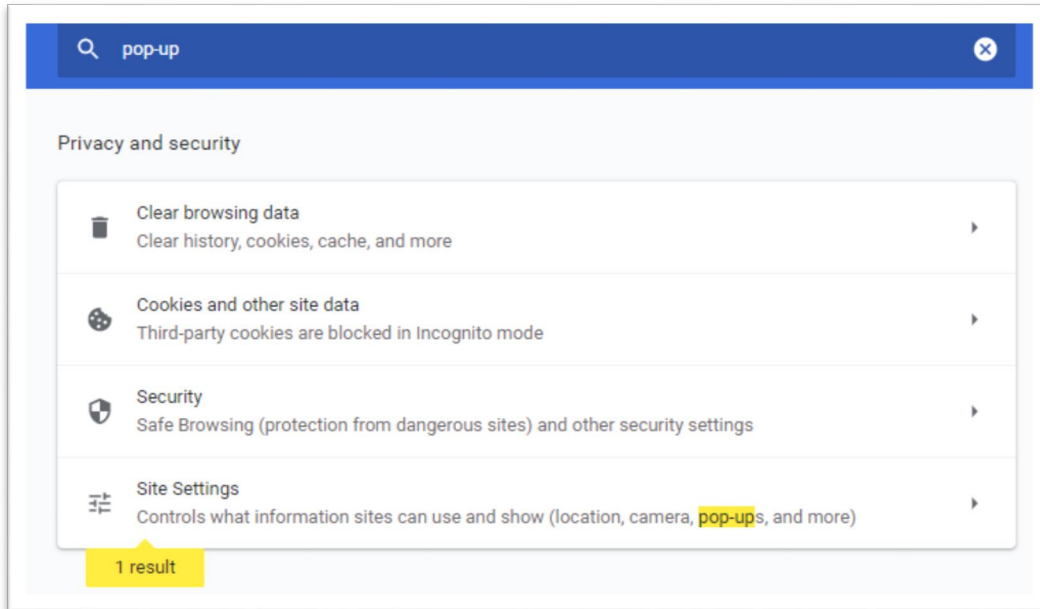 pop-up
Privacy and security
Clear browsing data
Clear history, cookies, cache, and more
Cookies and other site data
Third-party cookies are blocked in Incognito mode
Security
Safe Browsing (protection from dangerous sites) and other security settings
Site Settings
Controls what information sites can use and show (location, camera, pop-ups, and more)
1 result